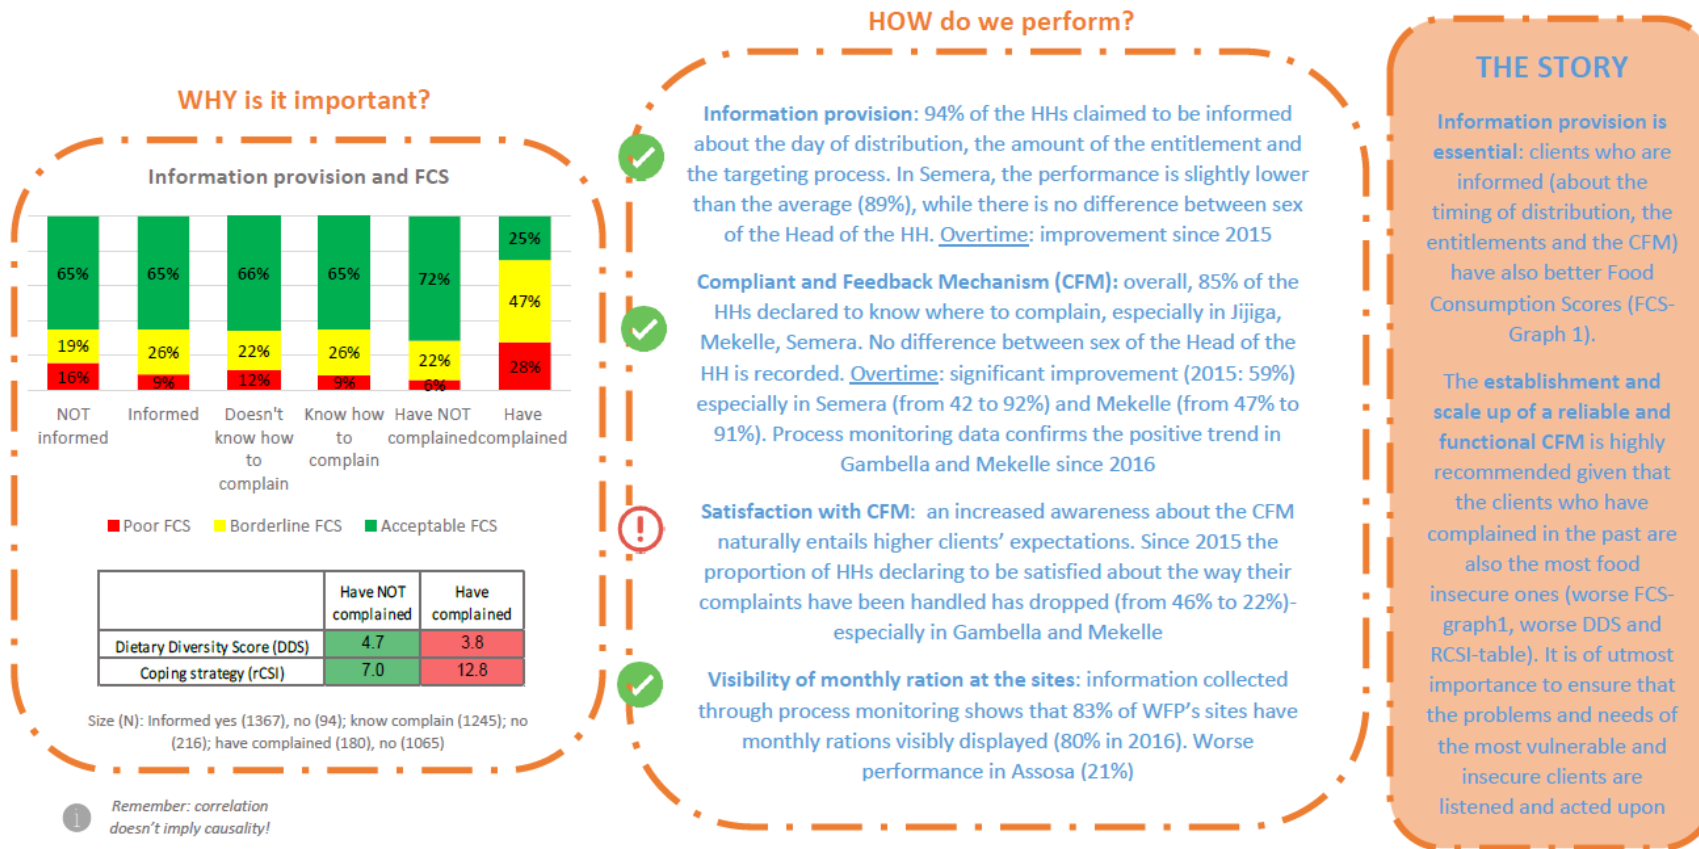 WHY is it important?
Information provision and FCS
65%
65%
66%
65%
72%
25%
19%
26%
22%
26%
22%
47%
16%
9%
12%
9%
6%
28%
NOT
informed
Informed
Doesn't
know how
to
complain
Know how
to
complain
Have NOT
complained
Have
complained
Poor FCS
Borderline FCS
Acceptable FCS
Have NOT
complained
Have
complained
Dietary Diversity Score (DDS) 4.7 3.8
Coping strategy (rCSI) 7.0 12.8
Size (N): Informed yes (1367), no (94); know complain (1245); no
(216); have complained (180), no (1065)
i
Remember: correlation
doesn't imply causality!
HOW do we perform?
Information provision: 94% of the HHs claimed to be informed
about the day of distribution, the amount of the entitlement and
the targeting process. In Semera, the performance is slightly lower
than the average (89%), while there is no difference between sex
of the Head of the HH. Overtime: improvement since 2015
Compliant and Feedback Mechanism (CFM): overall, 85% of the
HHs declared to know where to complain, especially in Jijiga,
Mekelle, Semera. No difference between sex of the Head of the
HH is recorded. Overtime: significant improvement (2015: 59%)
especially in Semera (from 42 to 92%) and Mekelle (from 47% to
91%). Process monitoring data confirms the positive trend in
Gambella and Mekelle since 2016
Satisfaction with CFM: an increased awareness about the CFM
naturally entails higher clients' expectations. Since 2015 the
proportion of HHs declaring to be satisfied about the way their
complaints have been handled has dropped (from 46% to 22%)-
especially in Gambella and Mekelle
Visibility of monthly ration at the sites: information collected
through process monitoring shows that 83% of WFP's sites have
monthly rations visibly displayed (80% in 2016). Worse
performance in Assosa (21%)
THE STORY
Information provision is
essential: clients who are
informed (about the
timing of distribution, the
entitlements and the CFM)
have also better Food
Consumption Scores (FCS-
Graph 1).
The establishment and
scale up of a reliable and
functional CFM is highly
recommended given that
the clients who have
complained in the past are
also the most food
insecure ones (worse FCS-
graph1, worse DDS and
RCSI-table). It is of utmost
importance to ensure that
the problems and needs of
the most vulnerable and
insecure clients are
listened and acted upon